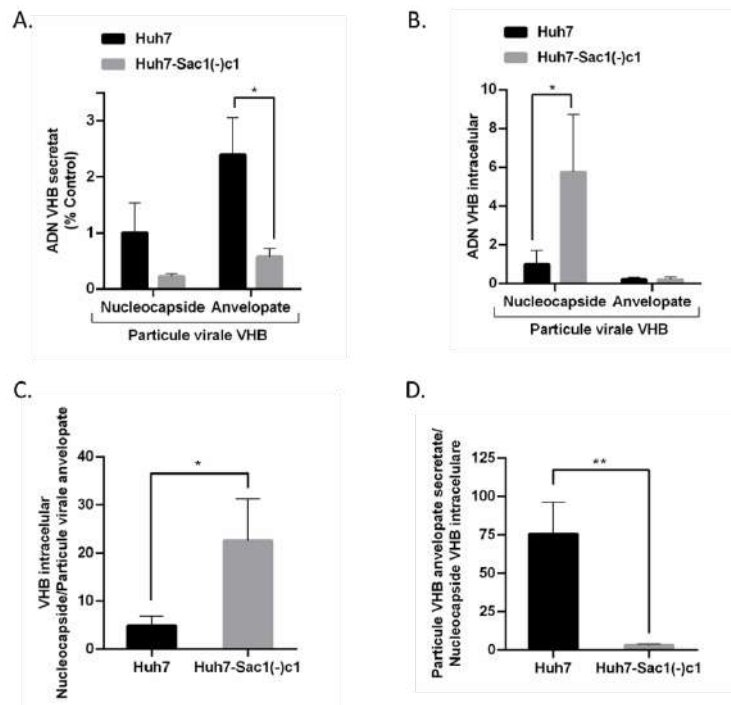 A.
Huh7
Huh7-Sac1(-)c1
ADN VHB secretat
(% Control)
3
2
1
0
*
Nucleocapside Anvelopate
Particule virale VHB
B.
Huh7
Huh7-Sac1(-)c1
ADN VHB intracelular
10
8
6
4
2
0
*
Nucleocapside Anvelopate
Particule virale VHB
C.
VHB intracelular
Nucleocapside/Particule virale anvelopate
40
30
20
10
0
*
Huh7 Huh7-Sac1(-)c1
D.
Particule VHB anvelopate secretate/
Nucleocapside VHB intracelulare
125
100
75
50
25
0
**
Huh7 Huh7-Sac1(-)c1